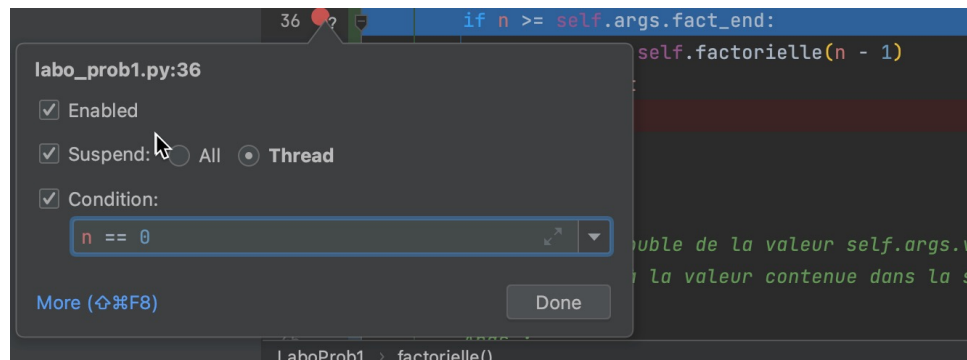 36 ? if n >= self.args.fact_end:
self.factorielle(n - 1)
labo_prob1.py:36
Enabled
Suspend: All Thread
Condition:
n == 0
de la valeur self.args.
la valeur contenue dans la
More (⇧⌘F8) Done
LaboProb1 > factorielle()